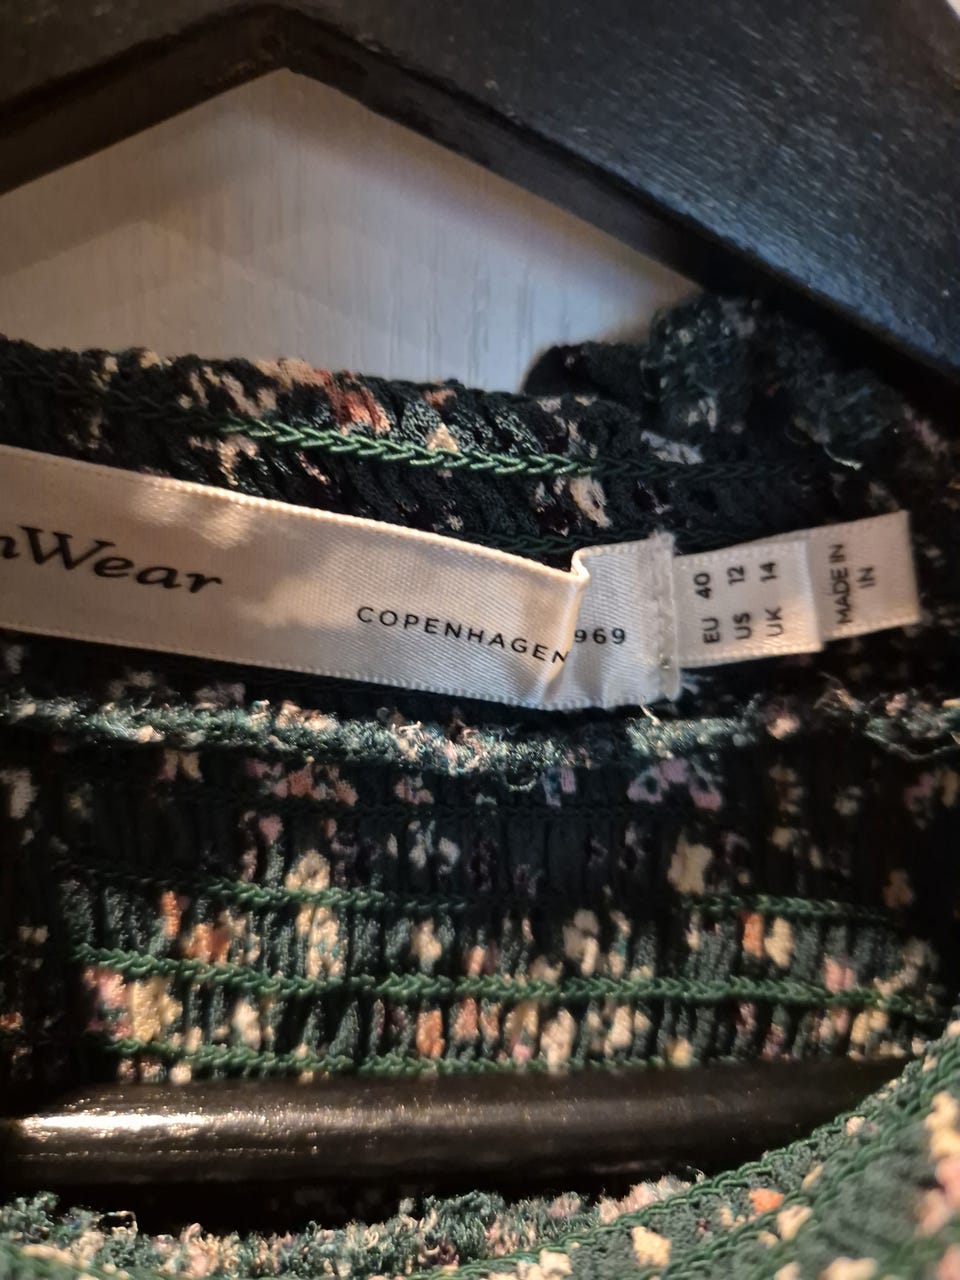 nWear
COPENHAGEN 969
EU 40
US 12
UK 14
MADE IN
IN